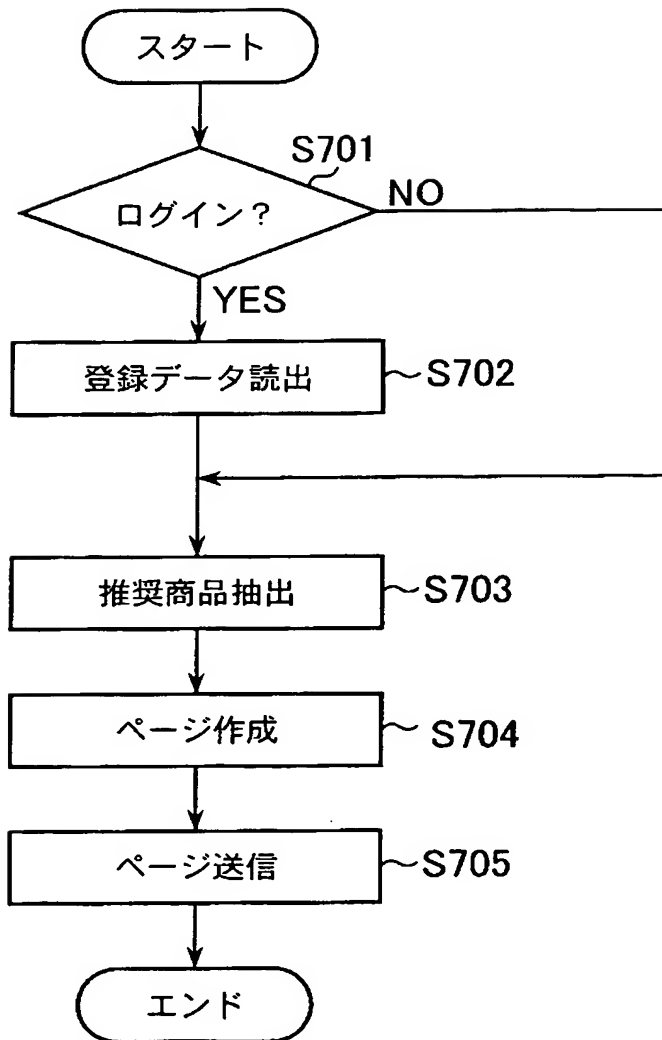 スタート
S701
ログイン？
NO
YES
登録データ読出
S702
推奨商品抽出
S703
ページ作成
S704
ページ送信
S705
エンド